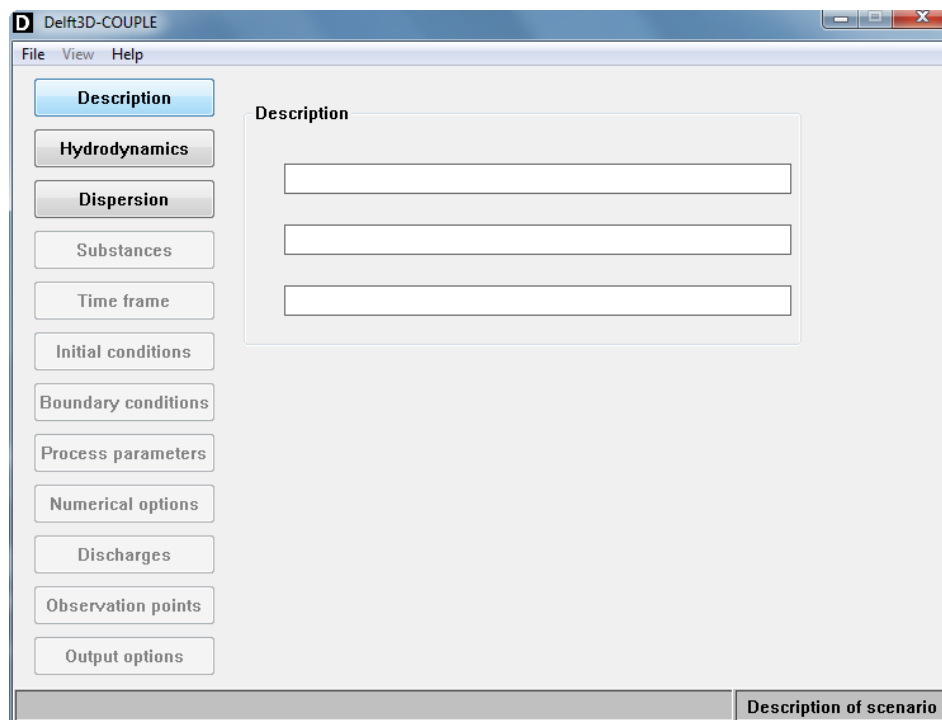 D Delft3D-COUPLE
File View Help
Description
Hydrodynamics
Dispersion
Substances
Time frame
Initial conditions
Boundary conditions
Process parameters
Numerical options
Discharges
Observation points
Output options
Description
Description of scenario